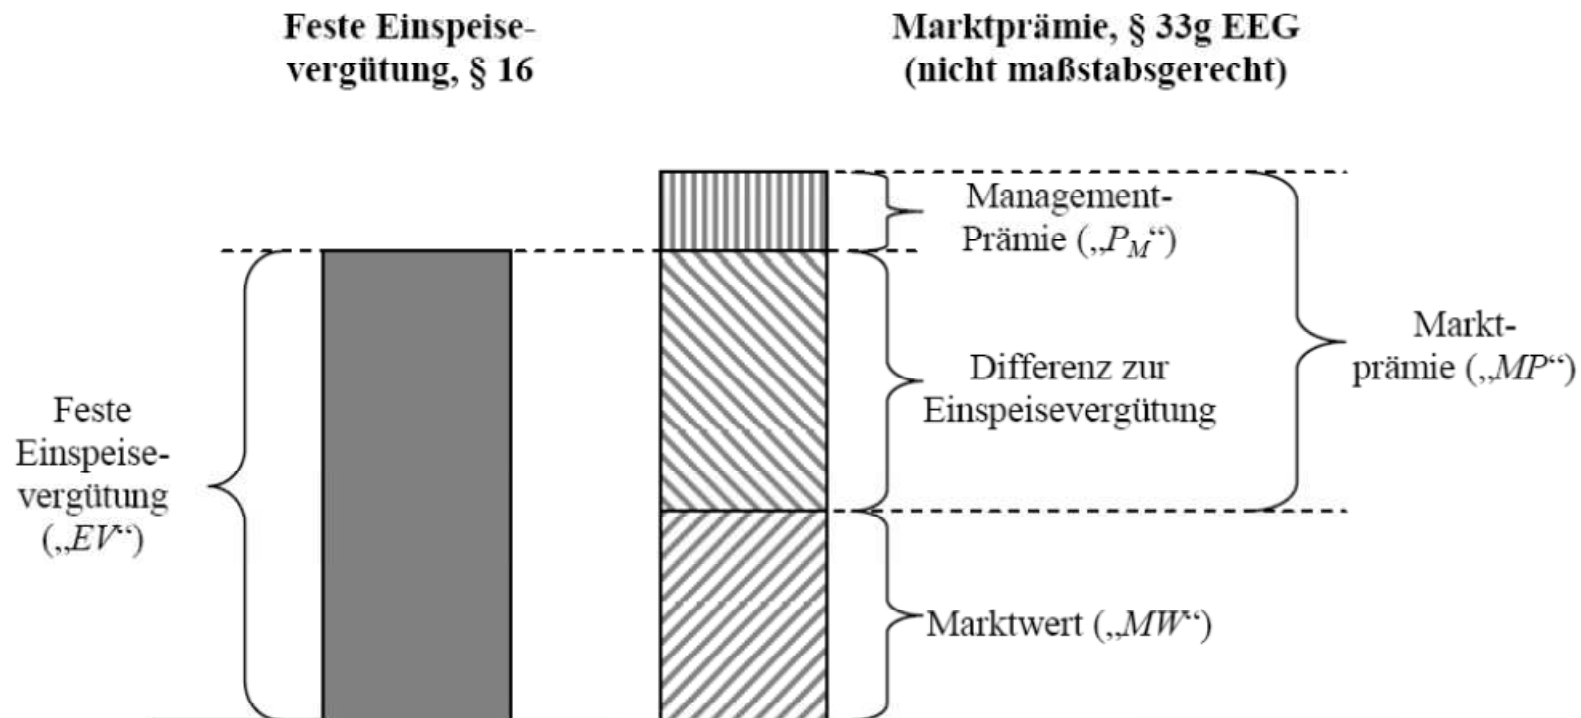 Feste Einspeise-
vergütung, § 16
Marktprämie, § 33g EEG
(nicht maßstabsgerecht)
Management-
Prämie („P_M“)
Markt-
prämie („MP“)
Differenz zur
Einspeisevergütung
Feste
Einspeise-
vergütung
(„EV“)
Marktwert („MW“)